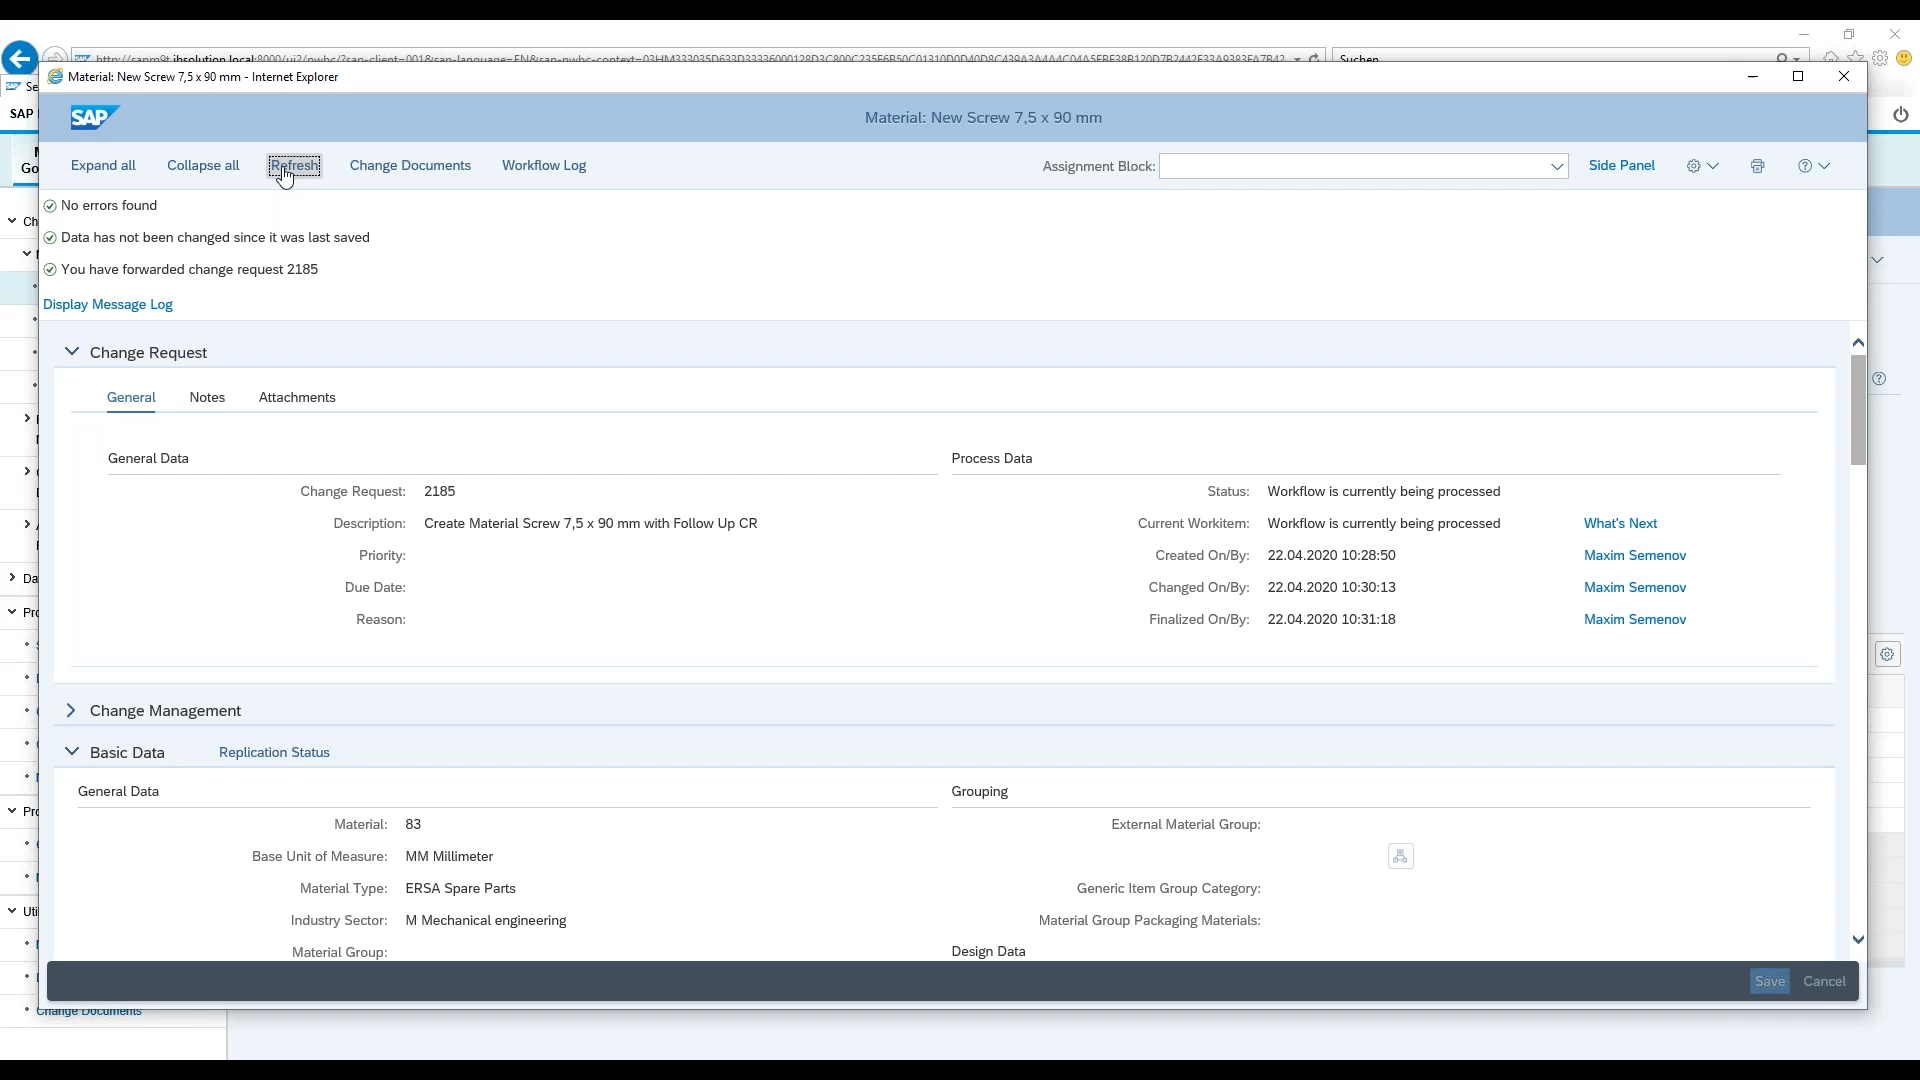 Suchen
Material: New Screw 7,5 x 90 mm - Internet Explorer
SAP
SAP
Material: New Screw 7,5 x 90 mm
Expand all
Collapse all
Refresh
Change Documents
Workflow Log
Assignment Block:
Side Panel
No errors found
Data has not been changed since it was last saved
You have forwarded change request 2185
Display Message Log
Change Request
General
Notes
Attachments
General Data
Process Data
Change Request: 2185
Status: Workflow is currently being processed
Description: Create Material Screw 7,5 x 90 mm with Follow Up CR
Current Workitem: Workflow is currently being processed What's Next
Priority:
Created On/By: 22.04.2020 10:28:50 Maxim Semenov
Due Date:
Changed On/By: 22.04.2020 10:30:13 Maxim Semenov
Reason:
Finalized On/By: 22.04.2020 10:31:18 Maxim Semenov
Change Management
Basic Data
Replication Status
General Data
Grouping
Material: 83
External Material Group:
Base Unit of Measure: MM Millimeter
Material Type: ERSA Spare Parts
Generic Item Group Category:
Industry Sector: M Mechanical engineering
Material Group Packaging Materials:
Material Group:
Design Data
Save
Cancel
Change Documents